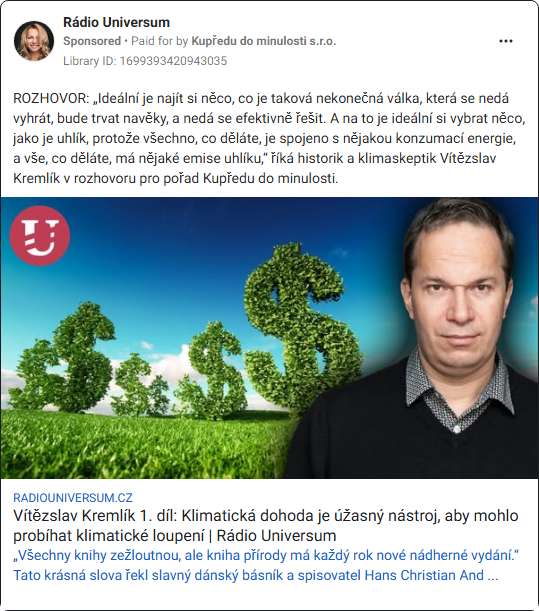 Rádio Universum
Sponsored • Paid for by Kupředu do minulosti s.r.o.
Library ID: 1699393420943035
ROZHOVOR: „Ideální je najít si něco, co je taková nekonečná válka, která se nedá
vyhrát, bude trvat navěky, a nedá se efektivně řešit. A na to je ideální si vybrat něco,
jako je uhlík, protože všechno, co děláte, je spojeno s nějakou konzumací energie,
a vše, co děláte, má nějaké emise uhlíku,“ říká historik a klimaskeptik Vítězslav
Kremlík v rozhovoru pro pořad Kupředu do minulosti.
U
RADIOUNIVERSUM.CZ
Vítězslav Kremlík 1. díl: Klimatická dohoda je úžasný nástroj, aby mohlo
probíhat klimatické loupení | Rádio Universum
„Všechny knihy zežloutnou, ale kniha přírody má každý rok nové nádherné vydání.“
Tato krásná slova řekl slavný dánský básník a spisovatel Hans Christian And ...